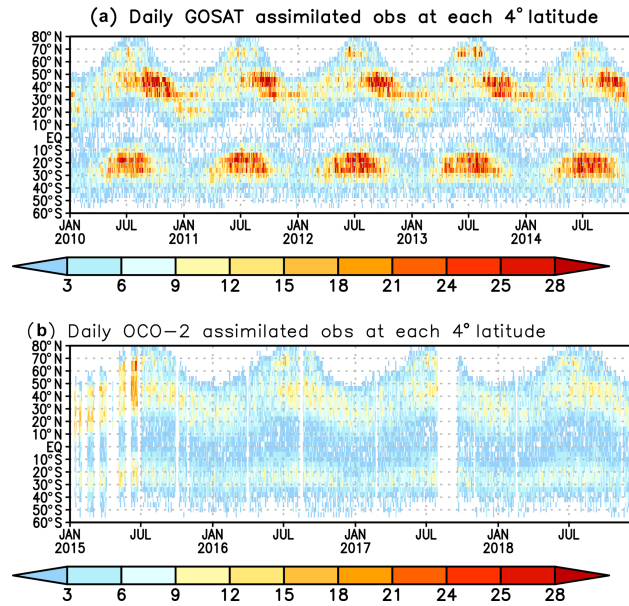 (a) Daily GOSAT assimilated obs at each 4° latitude
80°N
70°N
60°N
50°N
40°N
30°N
20°N
10°N
EQ
10°S
20°S
30°S
40°S
50°S
60°S
JAN JUL JAN JUL JAN JUL JAN JUL JAN JUL
2010 2011 2012 2013 2014
3 6 9 12 15 18 21 24 25 28
(b) Daily OCO-2 assimilated obs at each 4° latitude
80°N
70°N
60°N
50°N
40°N
30°N
20°N
10°N
EQ
10°S
20°S
30°S
40°S
50°S
60°S
JAN JUL JAN JUL JAN JUL JAN JUL
2015 2016 2017 2018
3 6 9 12 15 18 21 24 25 28